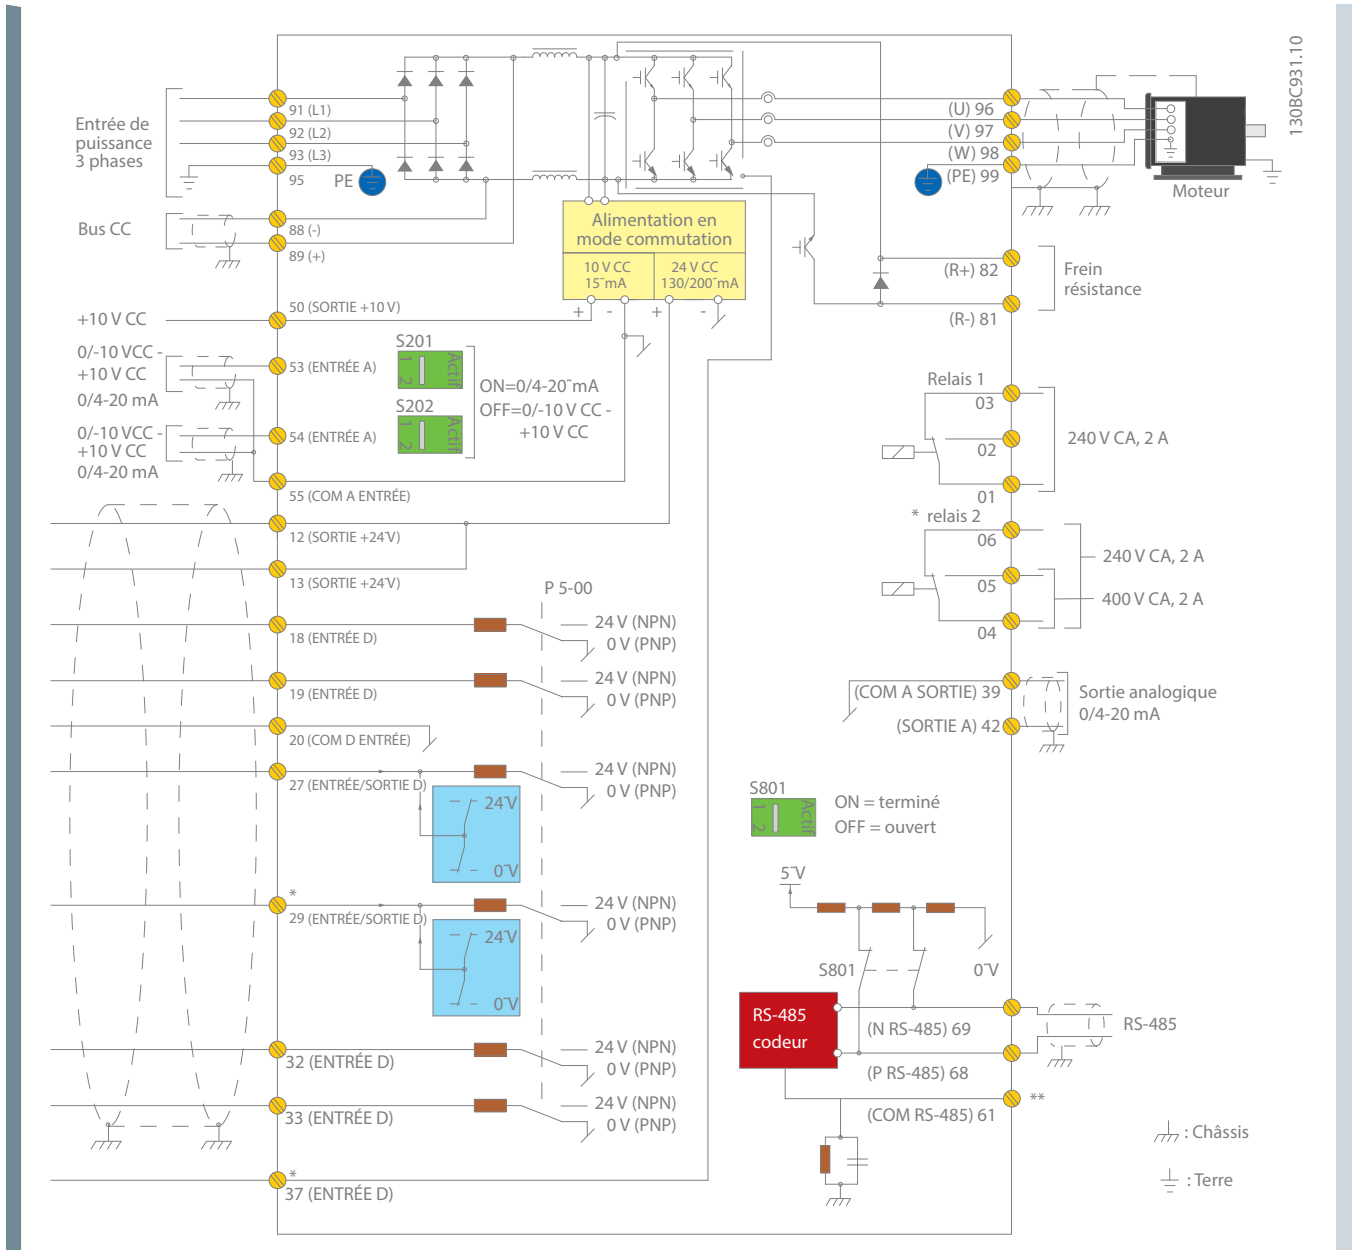 130BC931.10
Entrée de
puissance
3 phases
91 (L1)
92 (L2)
93 (L3)
95
PE
Bus CC
88 (-)
89 (+)
Alimentation en
mode commutation
10 V CC
15¯mA
24 V CC
130/200¯mA
+ - + -
(U) 96
(V) 97
(W) 98
(PE) 99
Moteur
(R+) 82
(R-) 81
Frein
résistance
+10 V CC
50 (SORTIE +10 V)
0/-10 VCC -
+10 V CC
0/4-20 mA
53 (ENTRÉE A)
S201
1 2 Actif
S202
1 2 Actif
ON=0/4-20¯mA
OFF=0/-10 V CC -
+10 V CC
0/-10 VCC -
+10 V CC
0/4-20 mA
54 (ENTRÉE A)
55 (COM A ENTRÉE)
12 (SORTIE +24¯V)
13 (SORTIE +24¯V)
Relais 1
03
02
01
240 V CA, 2 A
* relais 2
06
05
04
240 V CA, 2 A
400 V CA, 2 A
P 5-00
18 (ENTRÉE D)
24 V (NPN)
0 V (PNP)
19 (ENTRÉE D)
24 V (NPN)
0 V (PNP)
20 (COM D ENTRÉE)
27 (ENTRÉE/SORTIE D)
24 V (NPN)
0 V (PNP)
24¯V
0¯V
*
29 (ENTRÉE/SORTIE D)
24 V (NPN)
0 V (PNP)
24¯V
0¯V
32 (ENTRÉE D)
24 V (NPN)
0 V (PNP)
33 (ENTRÉE D)
24 V (NPN)
0 V (PNP)
*
37 (ENTRÉE D)
(COM A SORTIE) 39
(SORTIE A) 42
Sortie analogique
0/4-20 mA
S801
1 2 Actif
ON = terminé
OFF = ouvert
5¯V
S801
0¯V
RS-485
codeur
(N RS-485) 69
(P RS-485) 68
(COM RS-485) 61
**
RS-485
: Châssis
: Terre